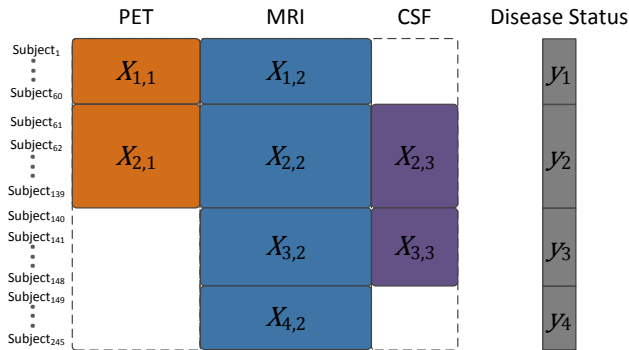 PET MRI CSF Disease Status
Subject₁
Subject₆₀
X₁,₁ X₁,₂ y₁
Subject₆₁
Subject₆₂
Subject₁₃₉
X₂,₁ X₂,₂ X₂,₃ y₂
Subject₁₄₀
Subject₁₄₁
Subject₁₄₈
X₃,₂ X₃,₃ y₃
Subject₁₄₉
Subject₂₄₅
X₄,₂ y₄